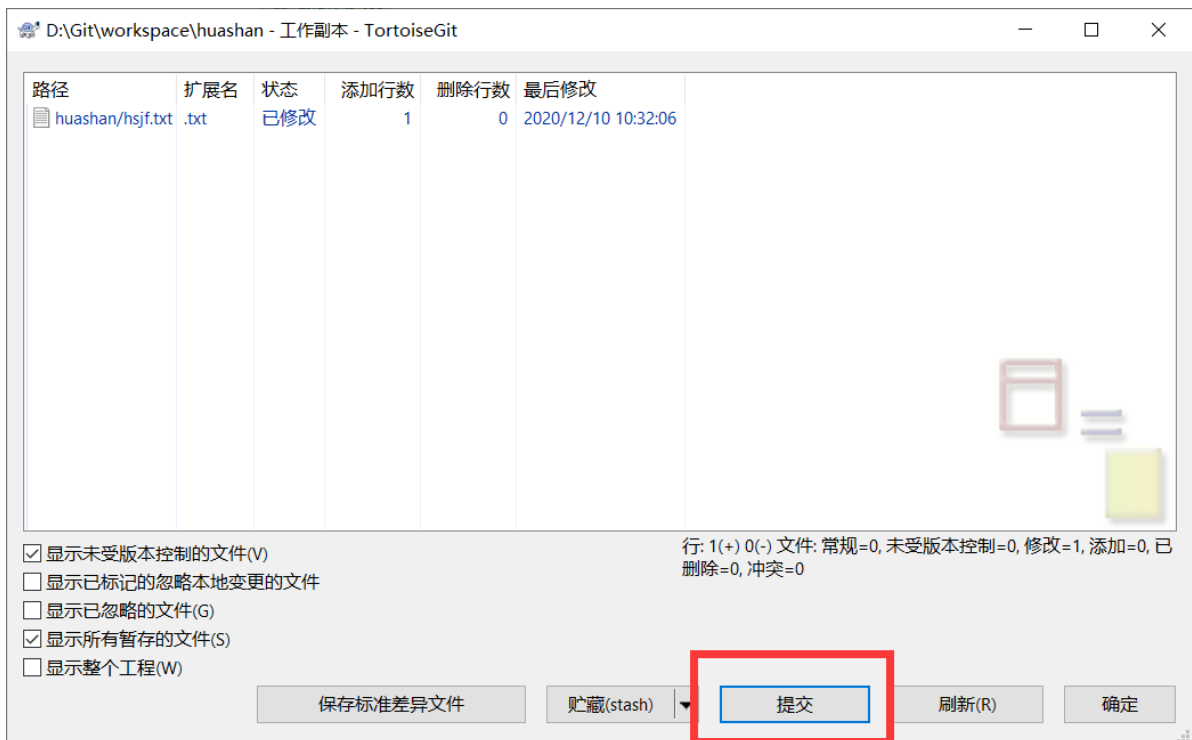 D:\Git\workspace\huashan - 工作副本 - TortoiseGit
路径 扩展名 状态 添加行数 删除行数 最后修改
huashan/hsjf.txt .txt 已修改 1 0 2020/12/10 10:32:06
显示未受版本控制的文件(V)
显示已标记的忽略本地变更的文件
显示已忽略的文件(G)
显示所有暂存的文件(S)
显示整个工程(W)
行: 1(+) 0(-) 文件: 常规=0, 未受版本控制=0, 修改=1, 添加=0, 已
删除=0, 冲突=0
保存标准差异文件 贮藏(stash) 提交 刷新(R) 确定